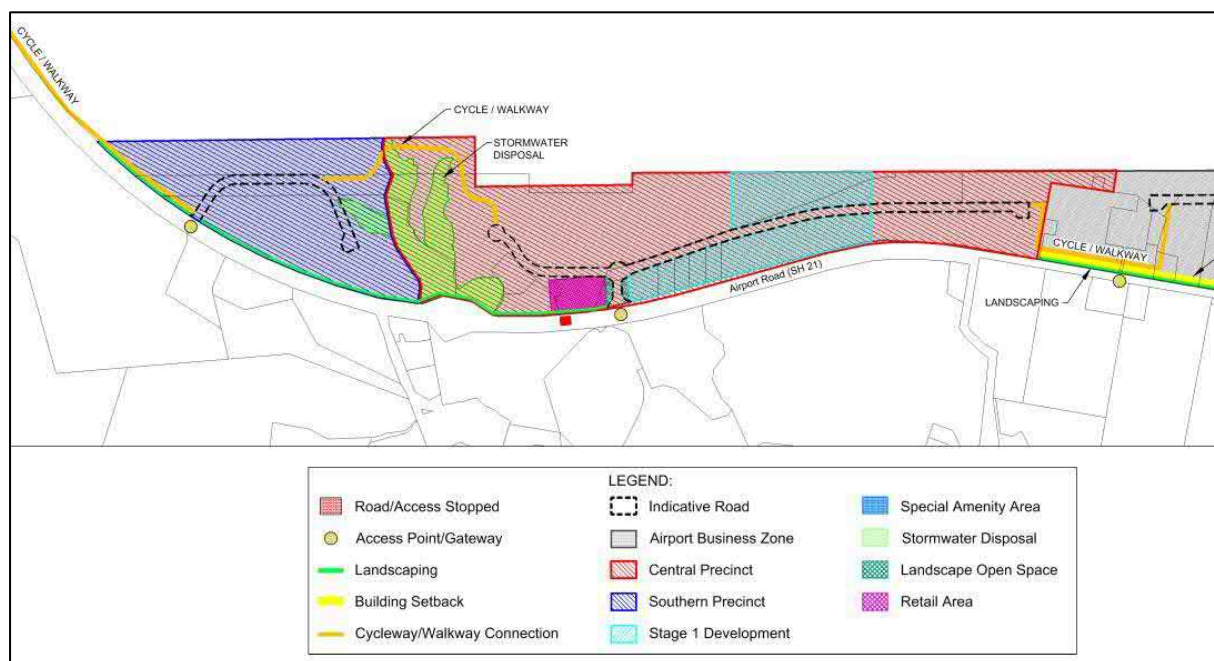 CYCLE / WALKWAY
CYCLE / WALKWAY
STORMWATER
DISPOSAL
Airport Road (SH 21)
CYCLE / WALKWAY
LANDSCAPING
LEGEND:
Road/Access Stopped
Access Point/Gateway
Landscaping
Building Setback
Cycleway/Walkway Connection
Indicative Road
Airport Business Zone
Central Precinct
Southern Precinct
Stage 1 Development
Special Amenity Area
Stormwater Disposal
Landscape Open Space
Retail Area